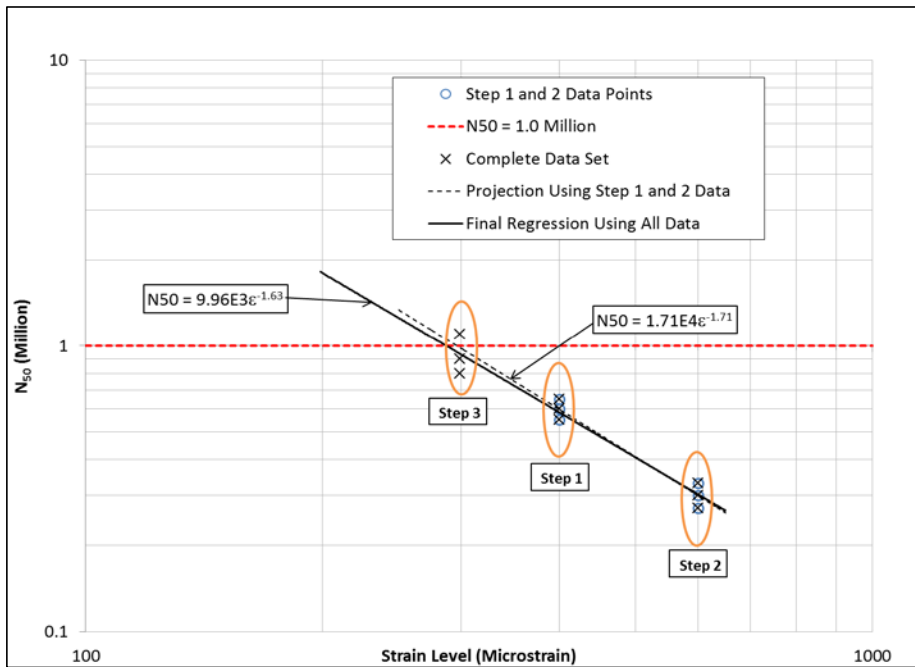 10
Step 1 and 2 Data Points
N50 = 1.0 Million
Complete Data Set
Projection Using Step 1 and 2 Data
Final Regression Using All Data
N50 = 9.96E3ε^-1.63
N50 = 1.71E4ε^-1.71
N₅₀ (Million)
1
Step 3
Step 1
Step 2
0.1
100
Strain Level (Microstrain)
1000